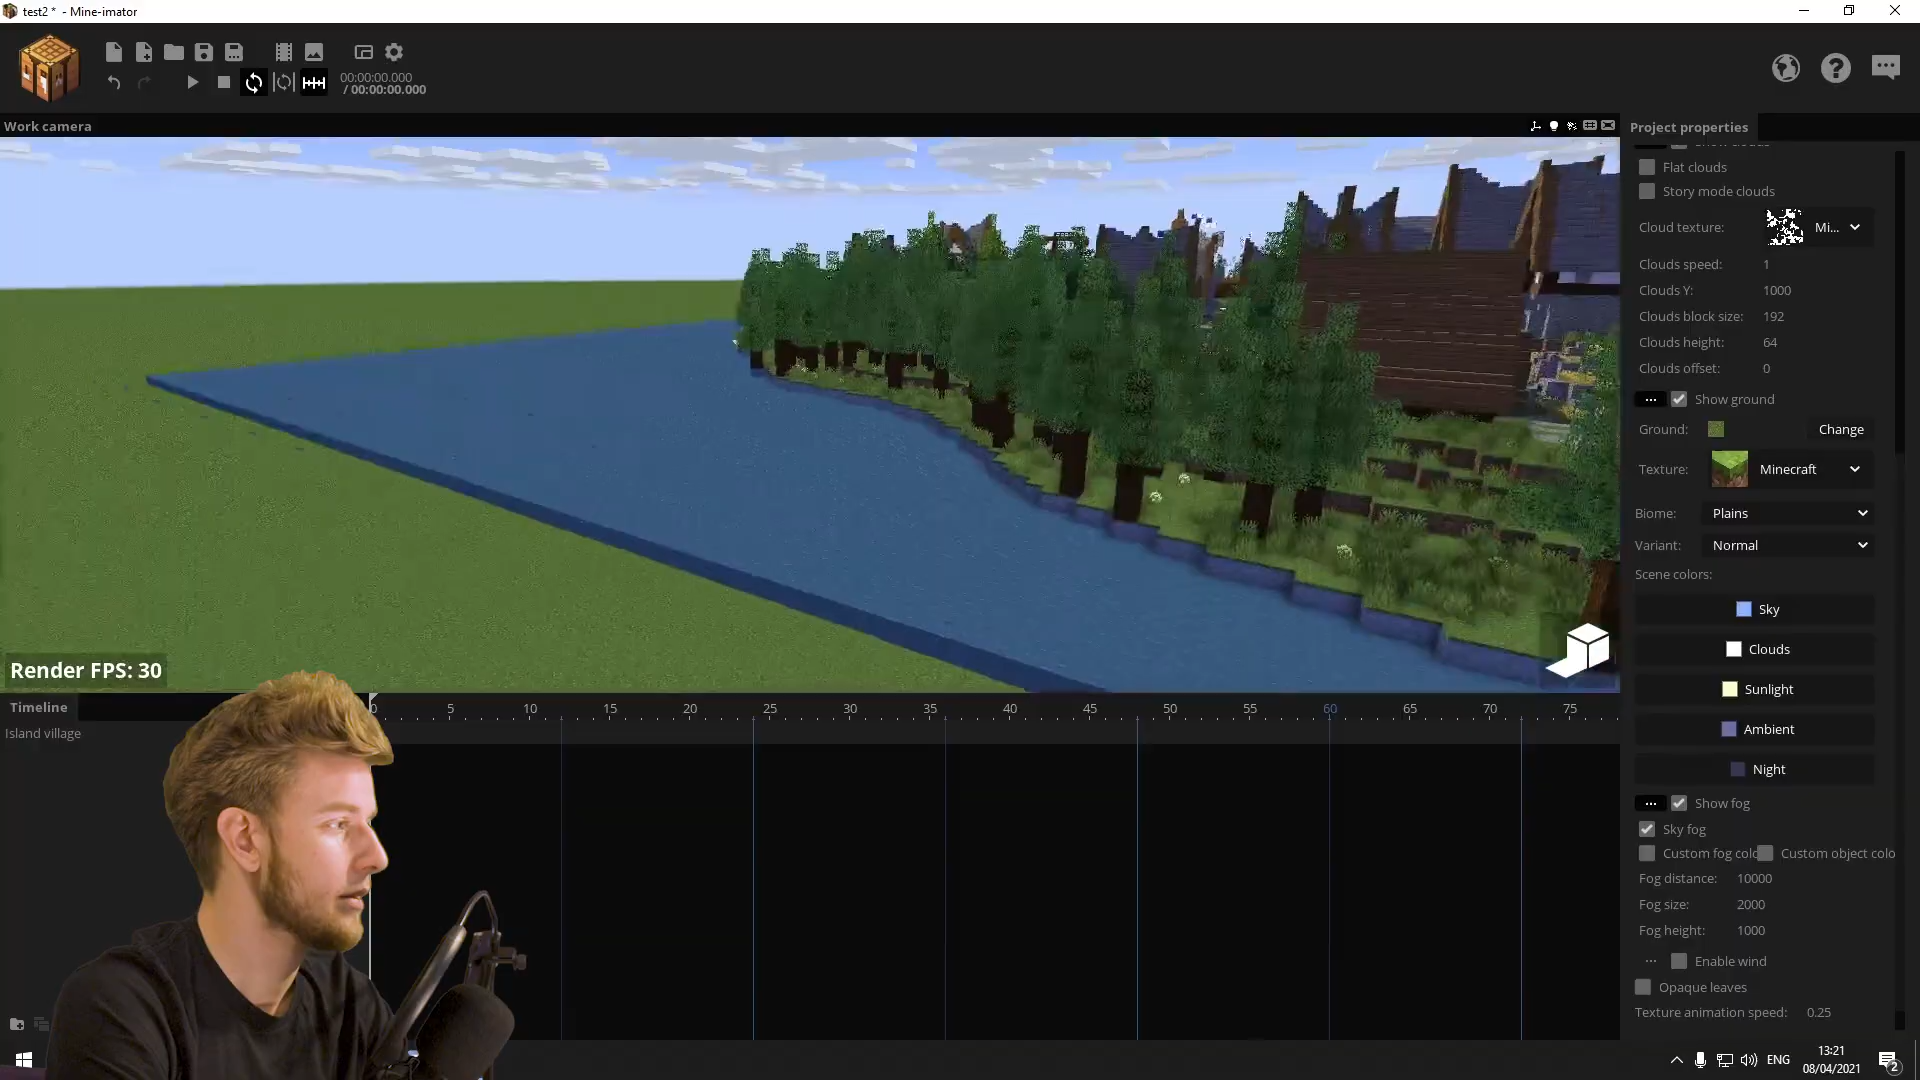 test2 * - Mine-imator
00:00:00.000
/ 00:00:00.000
Work camera
Project properties
Flat clouds
Story mode clouds
Cloud texture: Mi...
Clouds speed: 1
Clouds Y: 1000
Clouds block size: 192
Clouds height: 64
Clouds offset: 0
Show ground
Ground: Change
Texture: Minecraft
Biome: Plains
Variant: Normal
Scene colors:
Sky
Clouds
Sunlight
Ambient
Night
Show fog
Sky fog
Custom fog colo Custom object colo
Fog distance: 10000
Fog size: 2000
Fog height: 1000
Enable wind
Opaque leaves
Texture animation speed: 0.25
Render FPS: 30
Timeline
0 5 10 15 20 25 30 35 40 45 50 55 60 65 70 75
Island village
ENG
13:21
08/04/2021
2